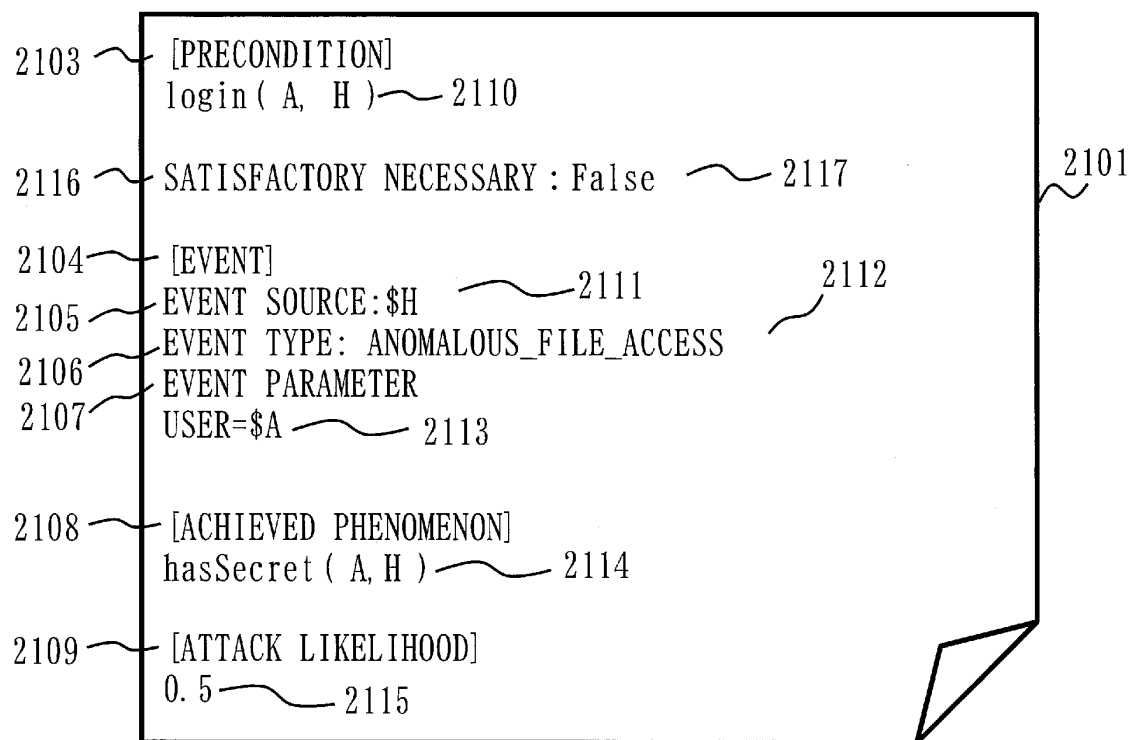 2103 [PRECONDITION]
login ( A, H ) 2110
2116 SATISFACTORY NECESSARY : False 2117
2101
2104 [EVENT]
2105 EVENT SOURCE:$H 2111
2106 EVENT TYPE: ANOMALOUS_FILE_ACCESS 2112
2107 EVENT PARAMETER
USER=$A 2113
2108 [ACHIEVED PHENOMENON]
hasSecret ( A, H ) 2114
2109 [ATTACK LIKELIHOOD]
0.5 2115